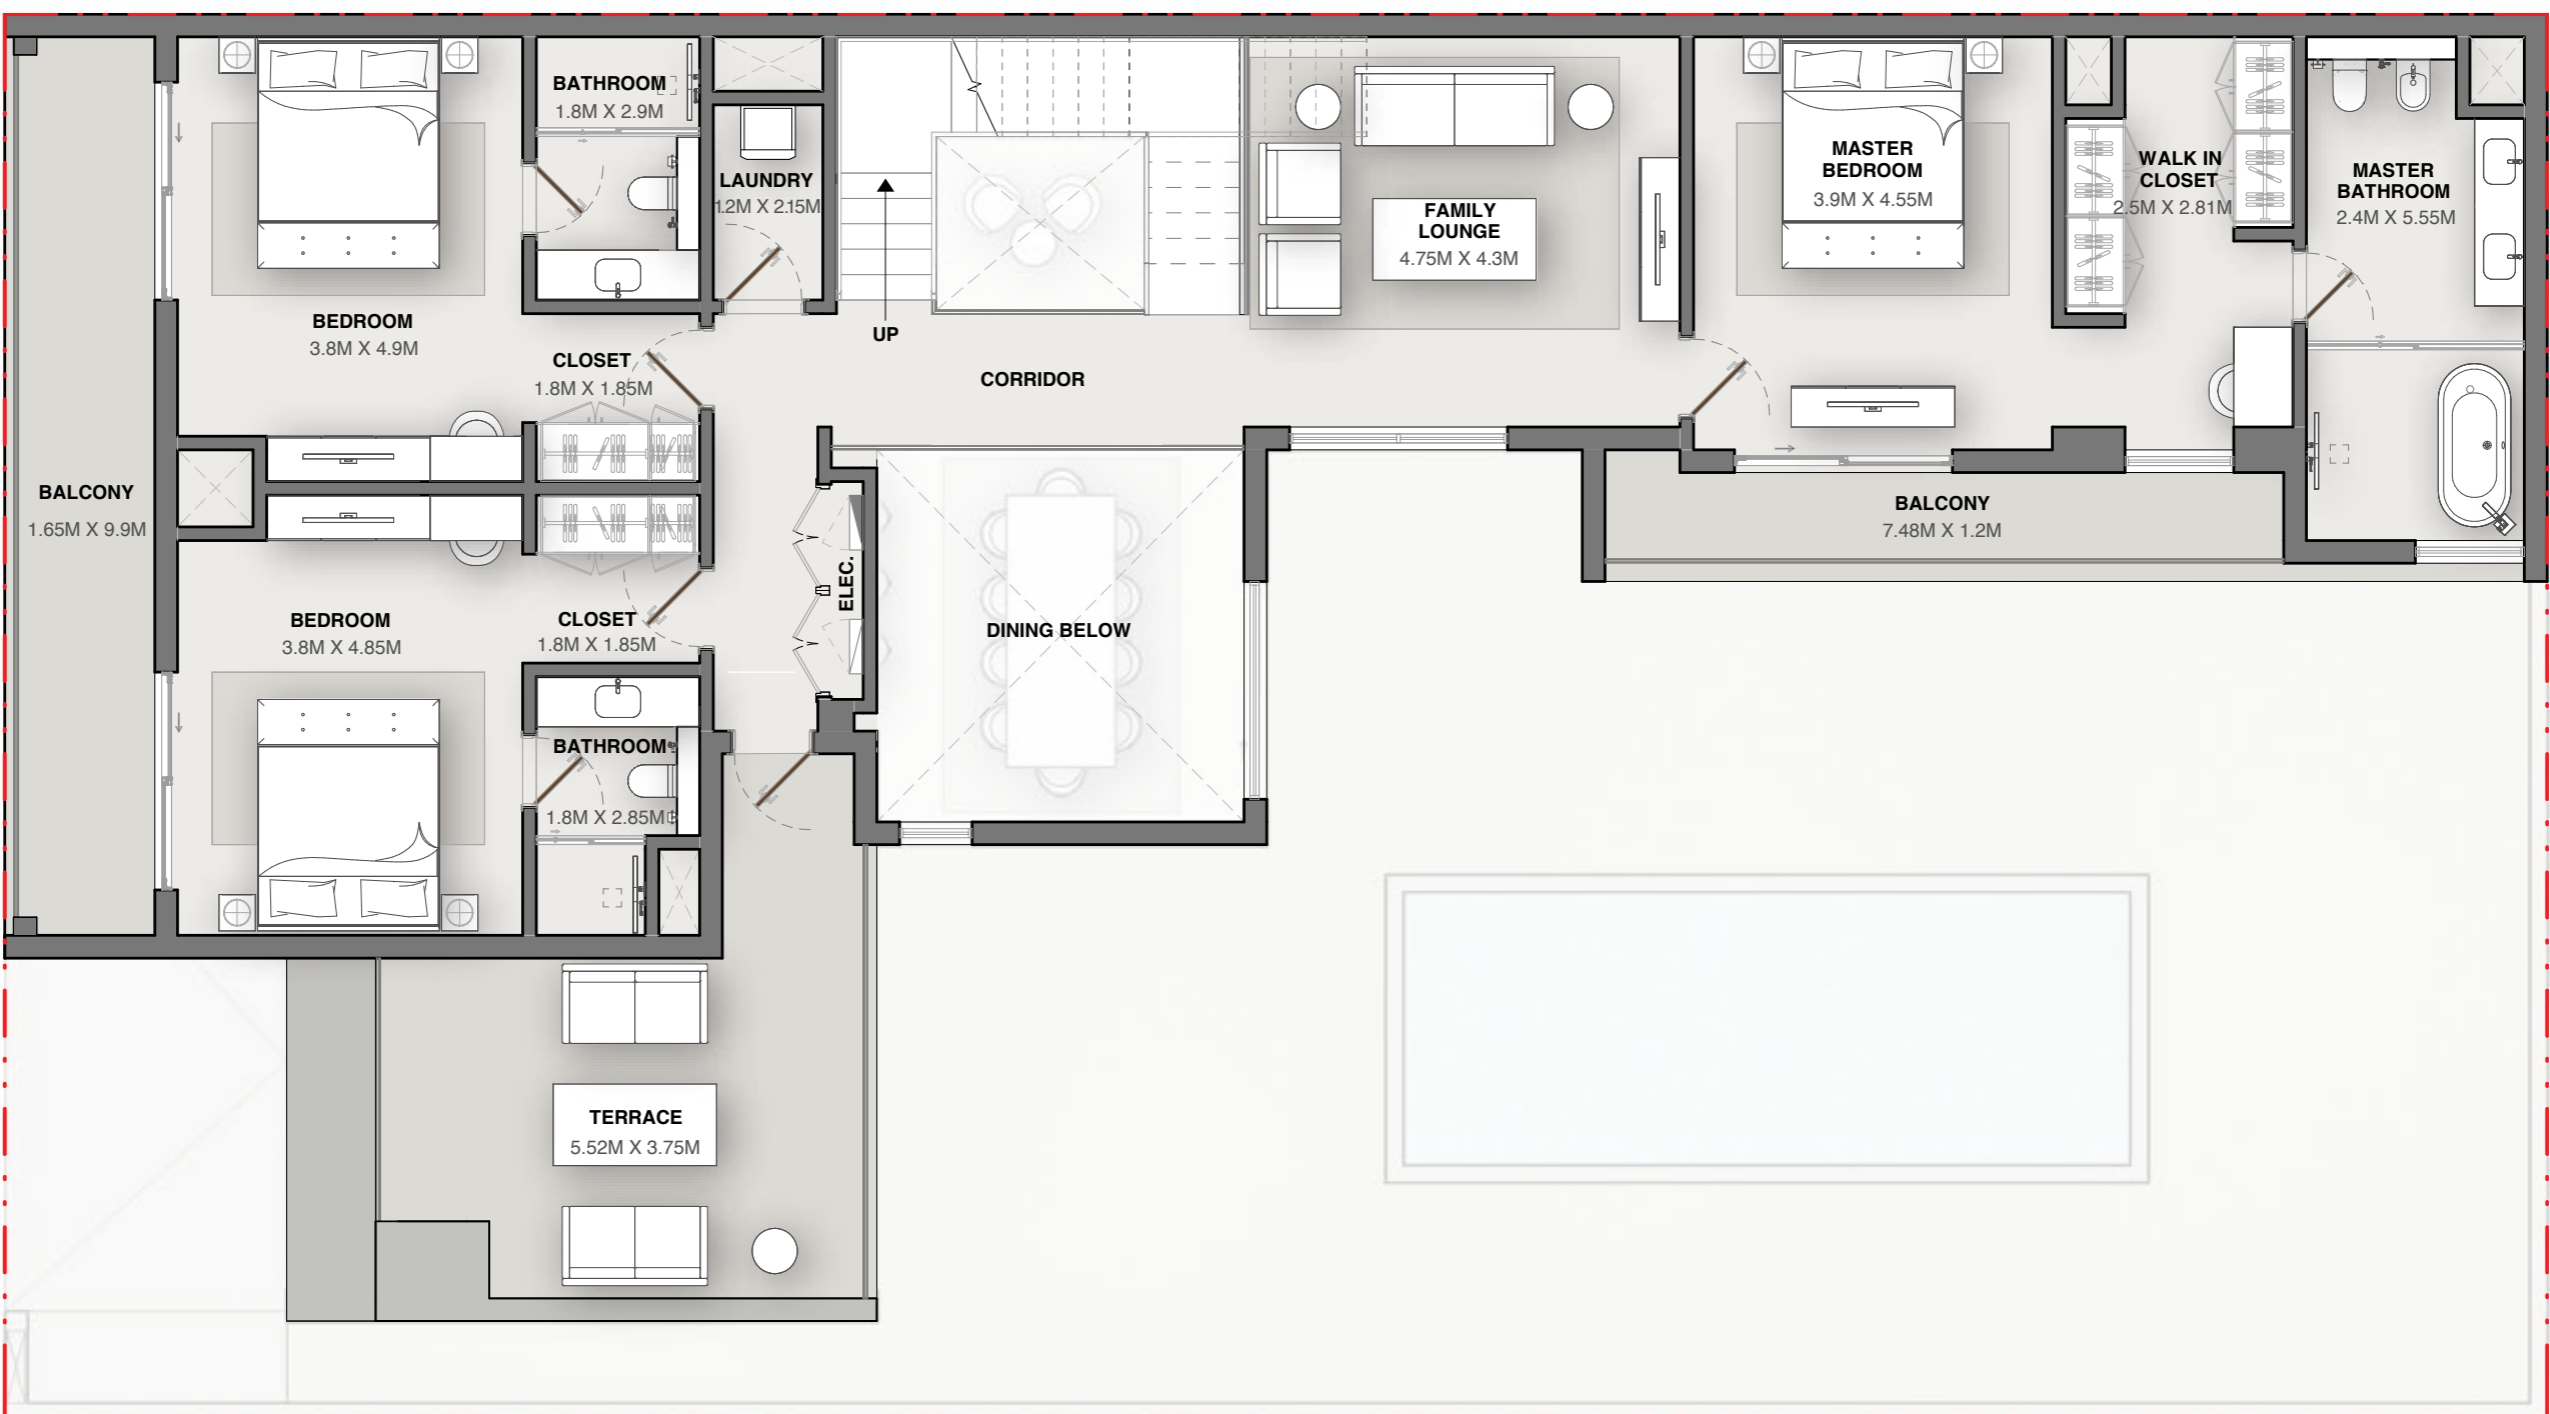 BATHROOM
1.8M X 2.9M
LAUNDRY
1.2M X 2.15M
MASTER
BEDROOM
3.9M X 4.55M
WALK IN
CLOSET
2.5M X 2.81M
MASTER
BATHROOM
2.4M X 5.55M
FAMILY
LOUNGE
4.75M X 4.3M
BEDROOM
3.8M X 4.9M
UP
CLOSET
1.8M X 1.85M
CORRIDOR
BALCONY
1.65M X 9.9M
BALCONY
7.48M X 1.2M
ELEC.
BEDROOM
3.8M X 4.85M
CLOSET
1.8M X 1.85M
DINING BELOW
BATHROOM
1.8M X 2.85M
TERRACE
5.52M X 3.75M